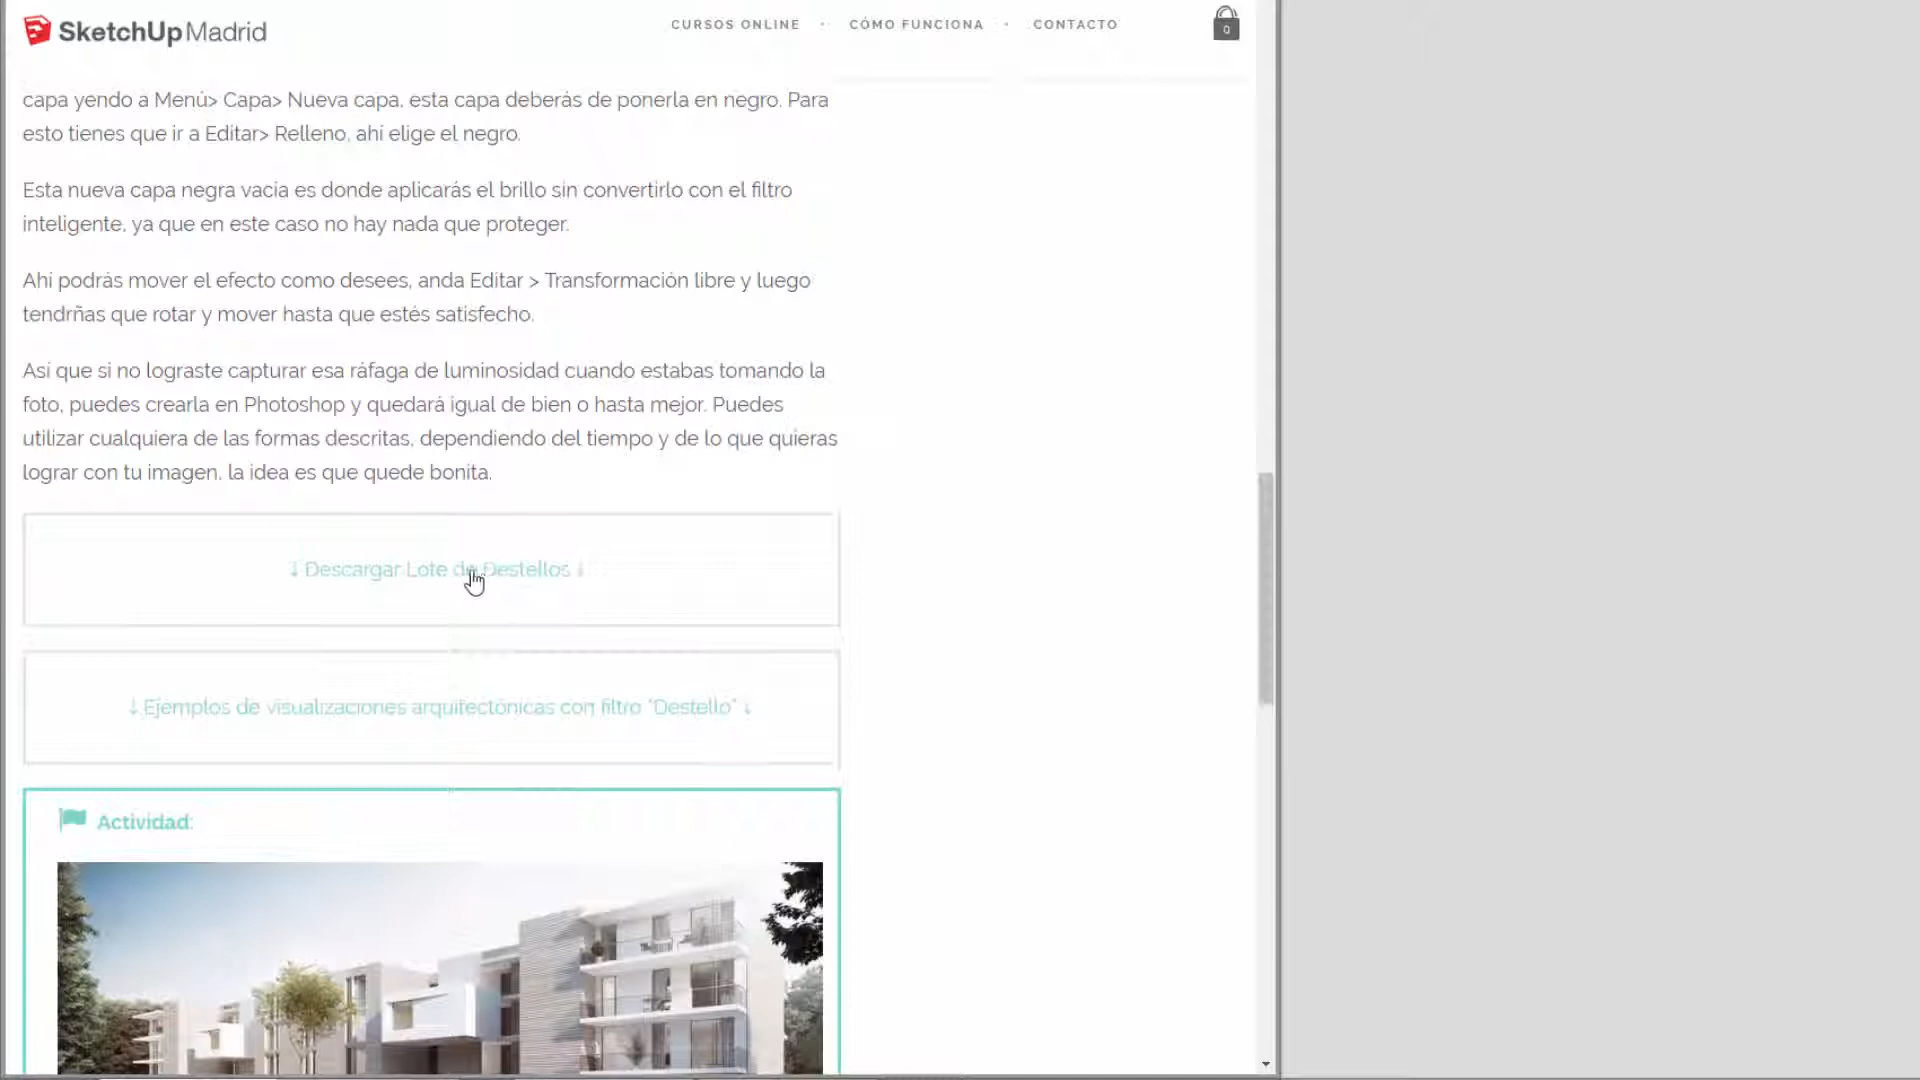 SketchUp Madrid
CURSOS ONLINE · CÓMO FUNCIONA · CONTACTO
0
capa yendo a Menú> Capa> Nueva capa, esta capa deberás de ponerla en negro. Para
esto tienes que ir a Editar> Relleno, ahí elige el negro.
Esta nueva capa negra vacía es donde aplicarás el brillo sin convertirlo con el filtro
inteligente, ya que en este caso no hay nada que proteger.
Ahí podrás mover el efecto como desees, anda Editar > Transformación libre y luego
tendrñas que rotar y mover hasta que estés satisfecho.
Así que si no lograste capturar esa ráfaga de luminosidad cuando estabas tomando la
foto, puedes crearla en Photoshop y quedará igual de bien o hasta mejor. Puedes
utilizar cualquiera de las formas descritas, dependiendo del tiempo y de lo que quieras
lograr con tu imagen, la idea es que quede bonita.
↓ Descargar Lote de Destellos ↓
↓ Ejemplos de visualizaciones arquitectónicas con filtro "Destello" ↓
Actividad: